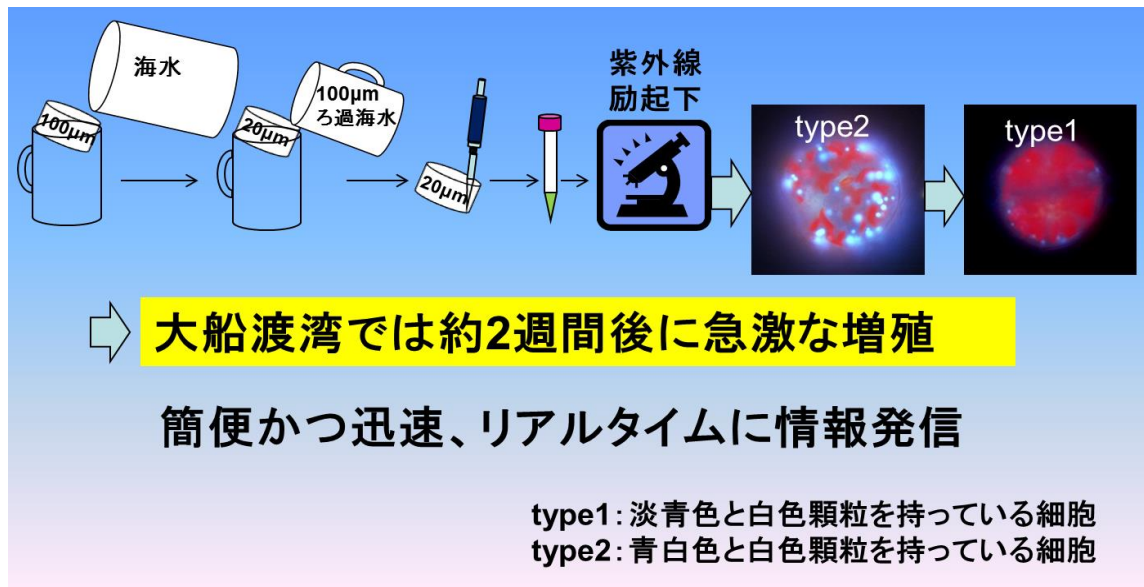 海水
100μm
100μm
ろ過海水
20μm
20μm
紫外線
励起下
type2
type1
大船渡湾では約2週間後に急激な増殖
簡便かつ迅速、リアルタイムに情報発信
type1：淡青色と白色顆粒を持っている細胞
type2：青白色と白色顆粒を持っている細胞